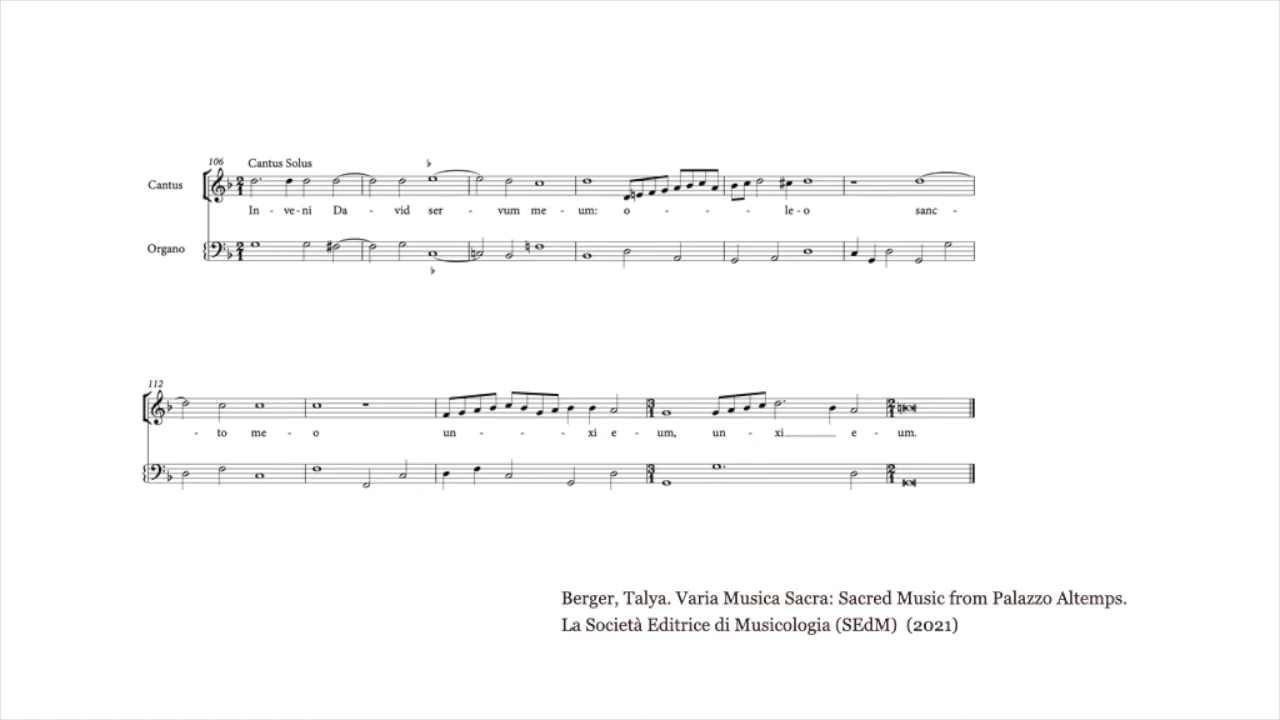 106 Cantus Solus
Cantus
In - ve - ni Da - vid ser - vum me - um: o - - - - le - o sanc -
Organo
112
- to me - o un - - - xi e - um, un - xi____ e - um.
Berger, Talya. Varia Musica Sacra: Sacred Music from Palazzo Altemps.
La Società Editrice di Musicologia (SEdM) (2021)